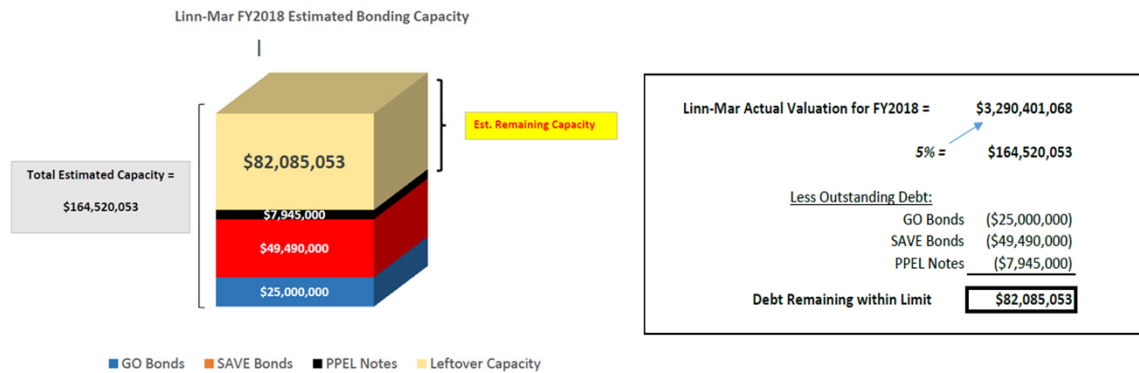 Linn-Mar FY2018 Estimated Bonding Capacity
Total Estimated Capacity =
$164,520,053
$82,085,053
$7,945,000
$49,490,000
$25,000,000
Est. Remaining Capacity
GO Bonds SAVE Bonds PPEL Notes Leftover Capacity
Linn-Mar Actual Valuation for FY2018 = $3,290,401,068
5% = $164,520,053
Less Outstanding Debt:
GO Bonds ($25,000,000)
SAVE Bonds ($49,490,000)
PPEL Notes ($7,945,000)
Debt Remaining within Limit $82,085,053